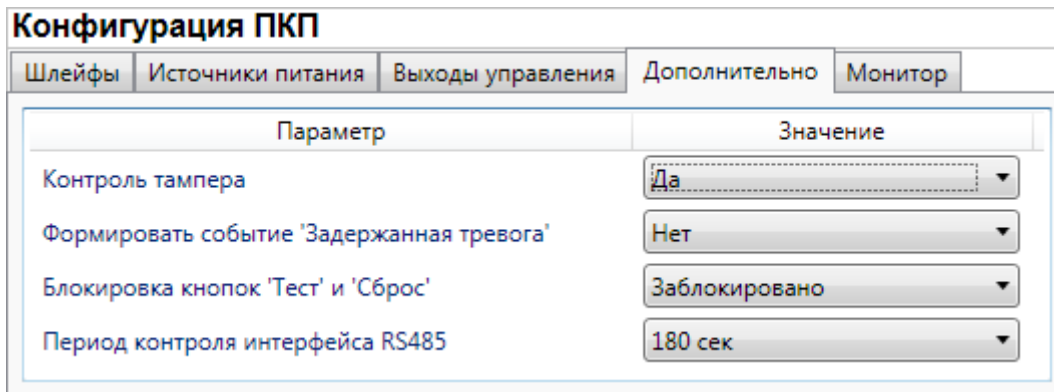 Конфигурация ПКП
Шлейфы Источники питания Выходы управления Дополнительно Монитор
Параметр Значение
Контроль тампера Да
Формировать событие 'Задержанная тревога' Нет
Блокировка кнопок 'Тест' и 'Сброс' Заблокировано
Период контроля интерфейса RS485 180 сек